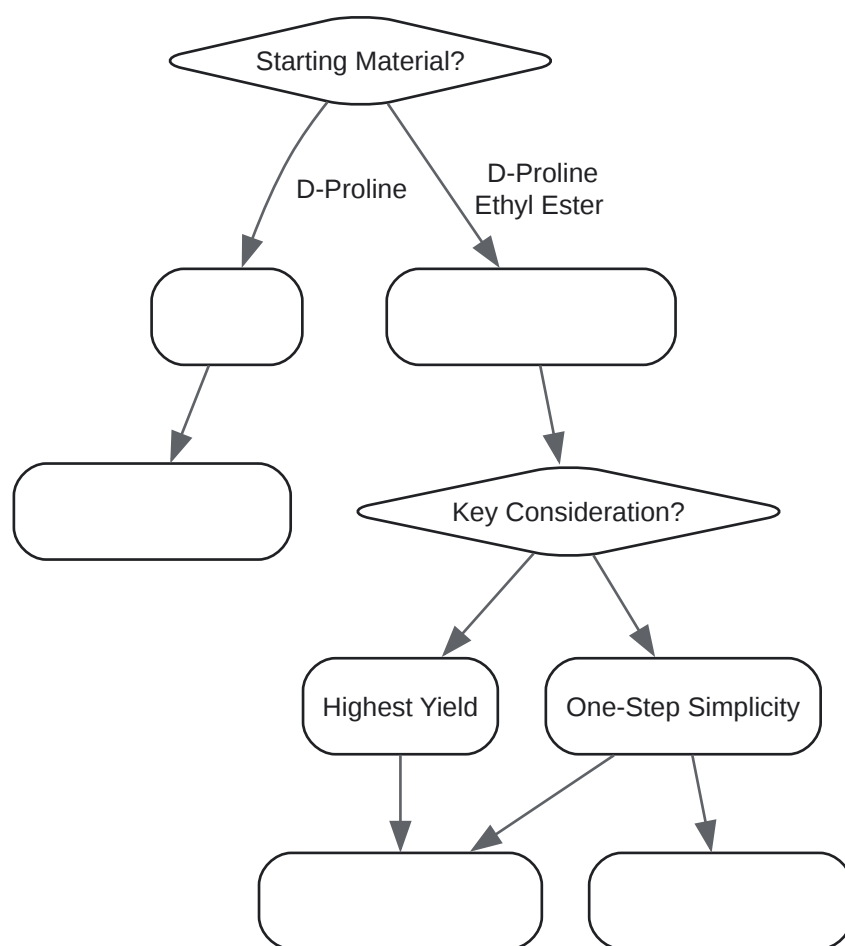 Starting Material?
D-Proline
D-Proline
Ethyl Ester
Key Consideration?
Highest Yield
One-Step Simplicity